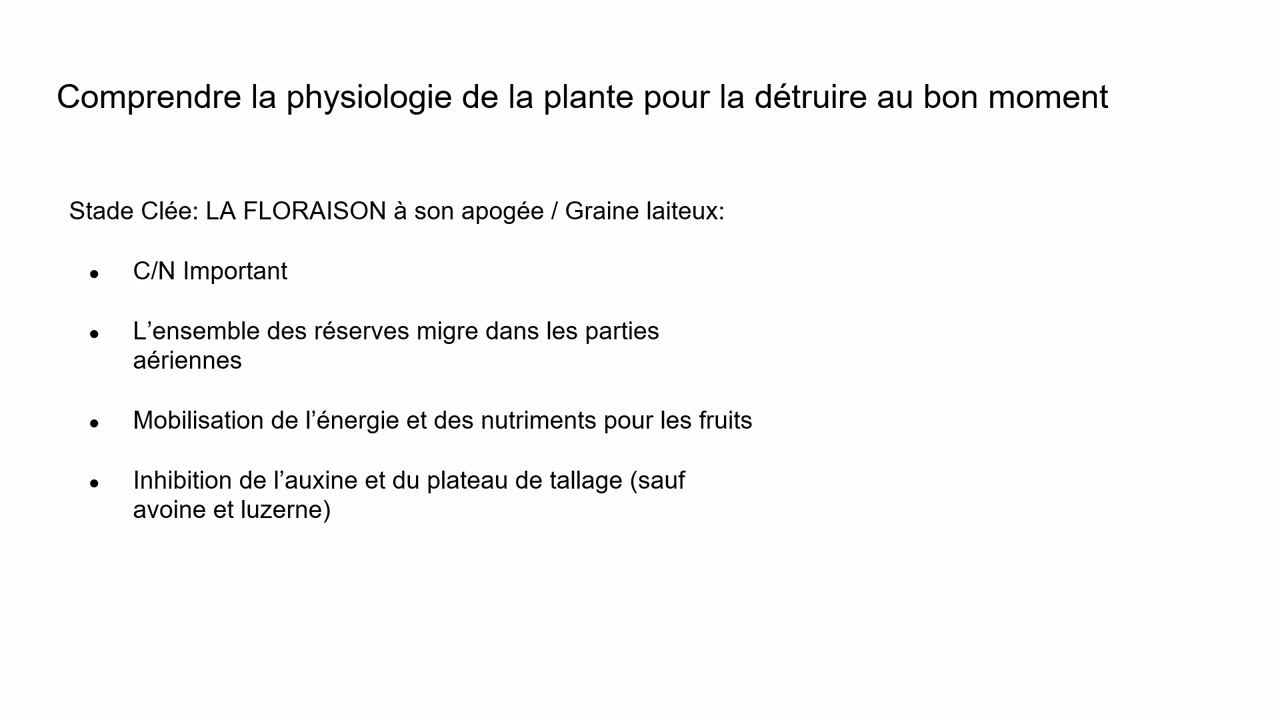 Comprendre la physiologie de la plante pour la détruire au bon moment
Stade Clée: LA FLORAISON à son apogée / Graine laiteux:
● C/N Important
● L’ensemble des réserves migre dans les parties
aériennes
● Mobilisation de l’énergie et des nutriments pour les fruits
● Inhibition de l’auxine et du plateau de tallage (sauf
avoine et luzerne)